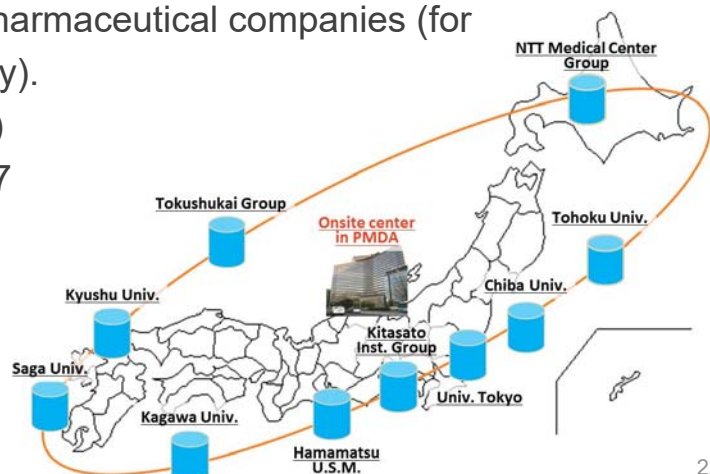 harmaceutical companies (for
y).
)
7
NTT Medical Center
Group
Tokushukai Group
Onsite center
in PMDA
Tohoku Univ.
Kyushu Univ.
Chiba Univ.
Kitasato
Inst. Group
Saga Univ.
Univ. Tokyo
Kagawa Univ.
Hamamatsu
U.S.M.
2